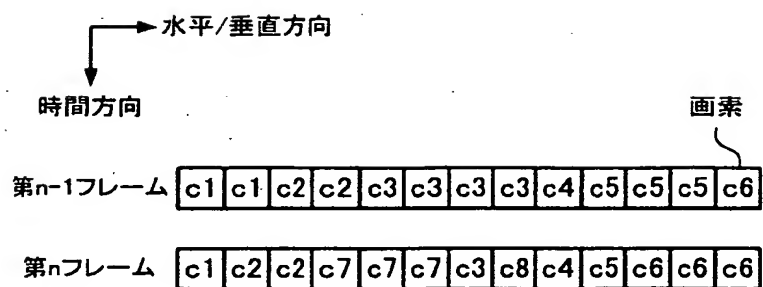 水平/垂直方向
時間方向
画素
第n-1フレーム c1 c1 c2 c2 c3 c3 c3 c3 c4 c5 c5 c5 c6
第nフレーム c1 c2 c2 c7 c7 c7 c3 c8 c4 c5 c6 c6 c6